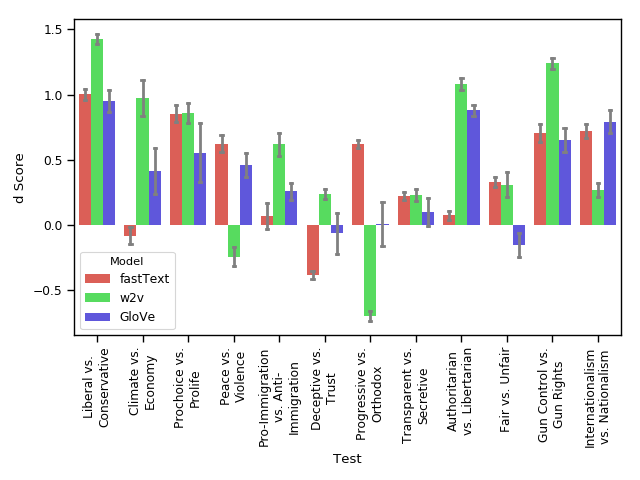 1.5
1.0
0.5
0.0
−0.5
d Score
Model
fastText
w2v
GloVe
Liberal vs.
Conservative
Climate vs.
Economy
Prochoice vs.
Prolife
Peace vs.
Violence
Pro-Immigration
vs. Anti-
Immigration
Deceptive vs.
Trust
Progressive vs.
Orthodox
Transparent vs.
Secretive
Authoritarian
vs. Libertarian
Fair vs. Unfair
Gun Control vs.
Gun Rights
Internationalism
vs. Nationalism
Test